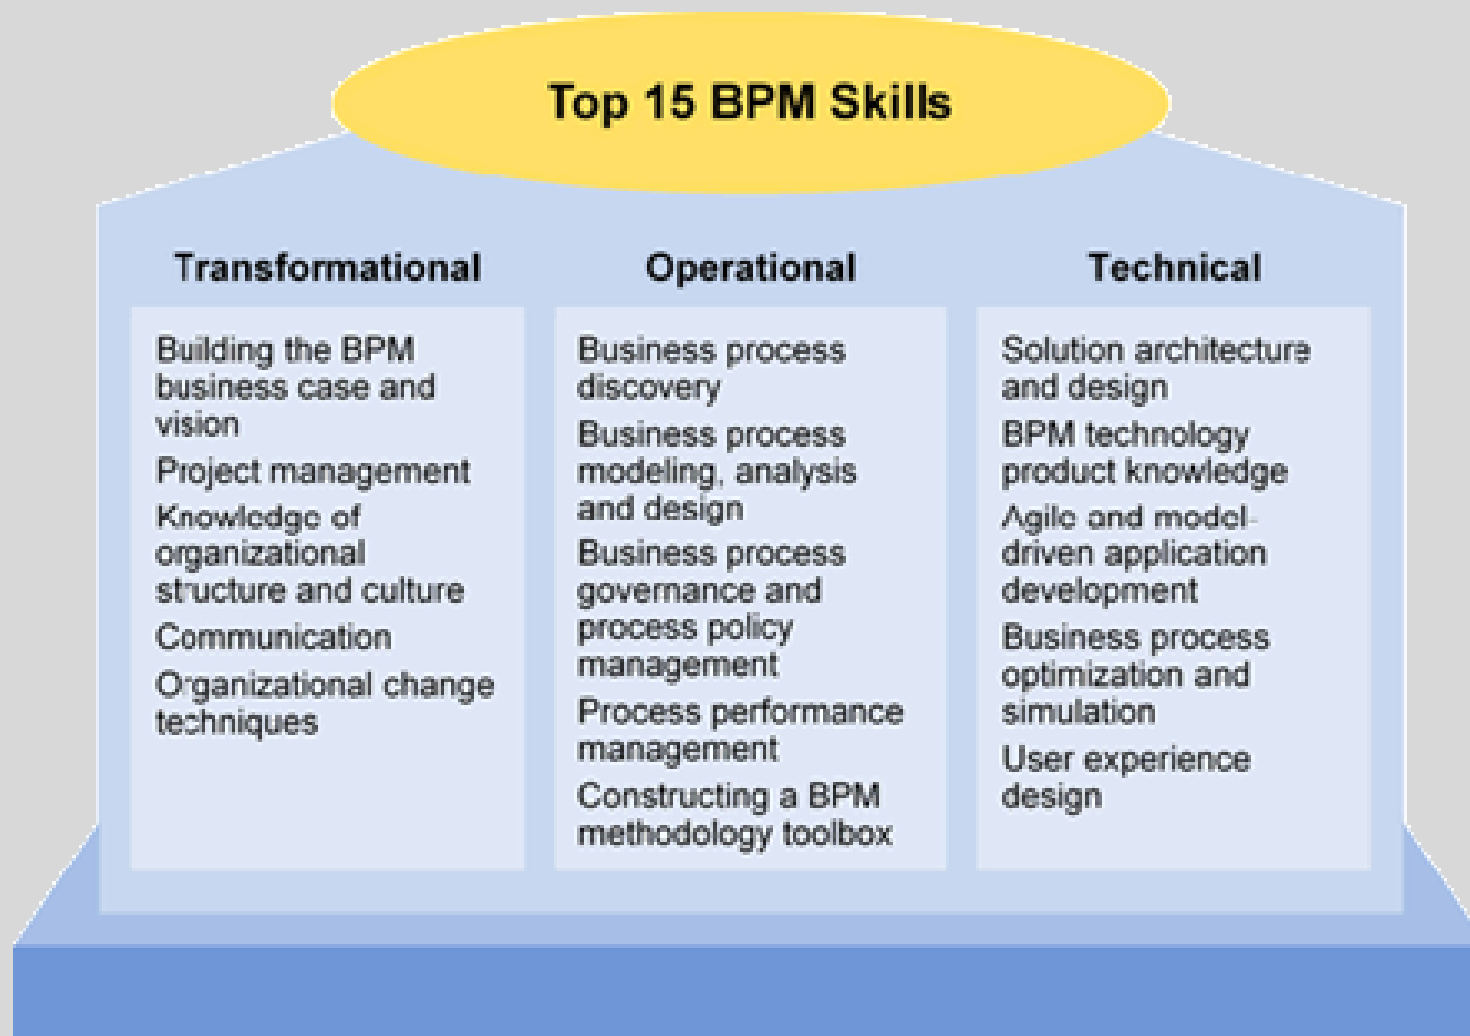 Top 15 BPM Skills
Transformational
Building the BPM
business case and
vision
Project management
Knowledge of
organizational
structure and culture
Communication
Organizational change
techniques
Operational
Business process
discovery
Business process
modeling, analysis
and design
Business process
governance and
process policy
management
Process performance
management
Constructing a BPM
methodology toolbox
Technical
Solution architecture
and design
BPM technology
product knowledge
Agile and model-
driven application
development
Business process
optimization and
simulation
User experience
design